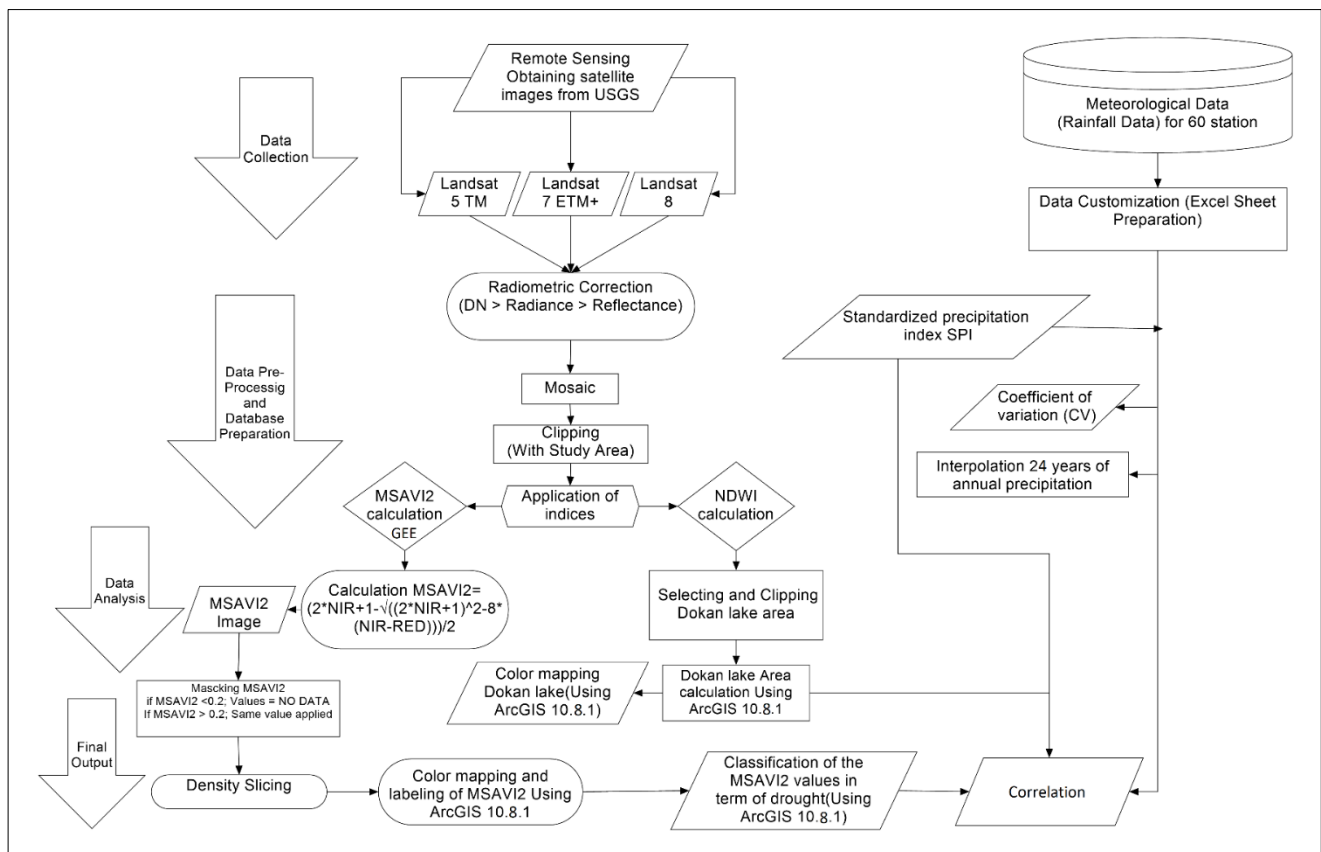 Remote Sensing
Obtaining satellite
images from USGS
Meteorological Data
(Rainfall Data) for 60 station
Data
Collection
Landsat
5 TM
Landsat
7 ETM+
Landsat
8
Data Customization (Excel Sheet
Preparation)
Radiometric Correction
(DN > Radiance > Reflectance)
Standardized precipitation
index SPI
Data Pre-
Processig
and
Database
Preparation
Mosaic
Coefficient of
variation (CV)
Clipping
(With Study Area)
Interpolation 24 years of
annual precipitation
MSAVI2
calculation
GEE
Application of
indices
NDWI
calculation
Data
Analysis
MSAVI2
Image
Calculation MSAVI2=
(2*NIR+1-√((2*NIR+1)^2-8*
(NIR-RED)))/2
Selecting and Clipping
Dokan lake area
Mascking MSAVI2
if MSAVI2 <0.2; Values = NO DATA
If MSAVI2 > 0.2; Same value applied
Color mapping
Dokan lake(Using
ArcGIS 10.8.1)
Dokan lake Area
calculation Using
ArcGIS 10.8.1
Final
Output
Density Slicing
Color mapping and
labeling of MSAVI2 Using
ArcGIS 10.8.1
Classification of the
MSAVI2 values in
term of drought(Using
ArcGIS 10.8.1)
Correlation